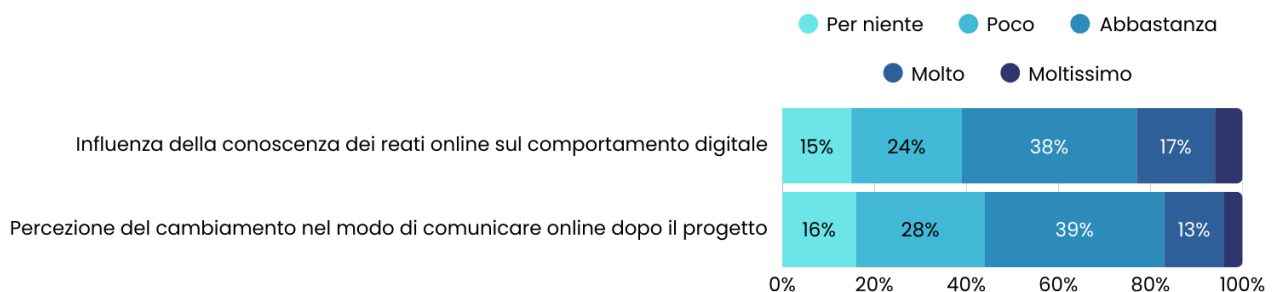 Per niente Poco Abbastanza
Molto Moltissimo
Influenza della conoscenza dei reati online sul comportamento digitale 15% 24% 38% 17%
Percezione del cambiamento nel modo di comunicare online dopo il progetto 16% 28% 39% 13%
0% 20% 40% 60% 80% 100%